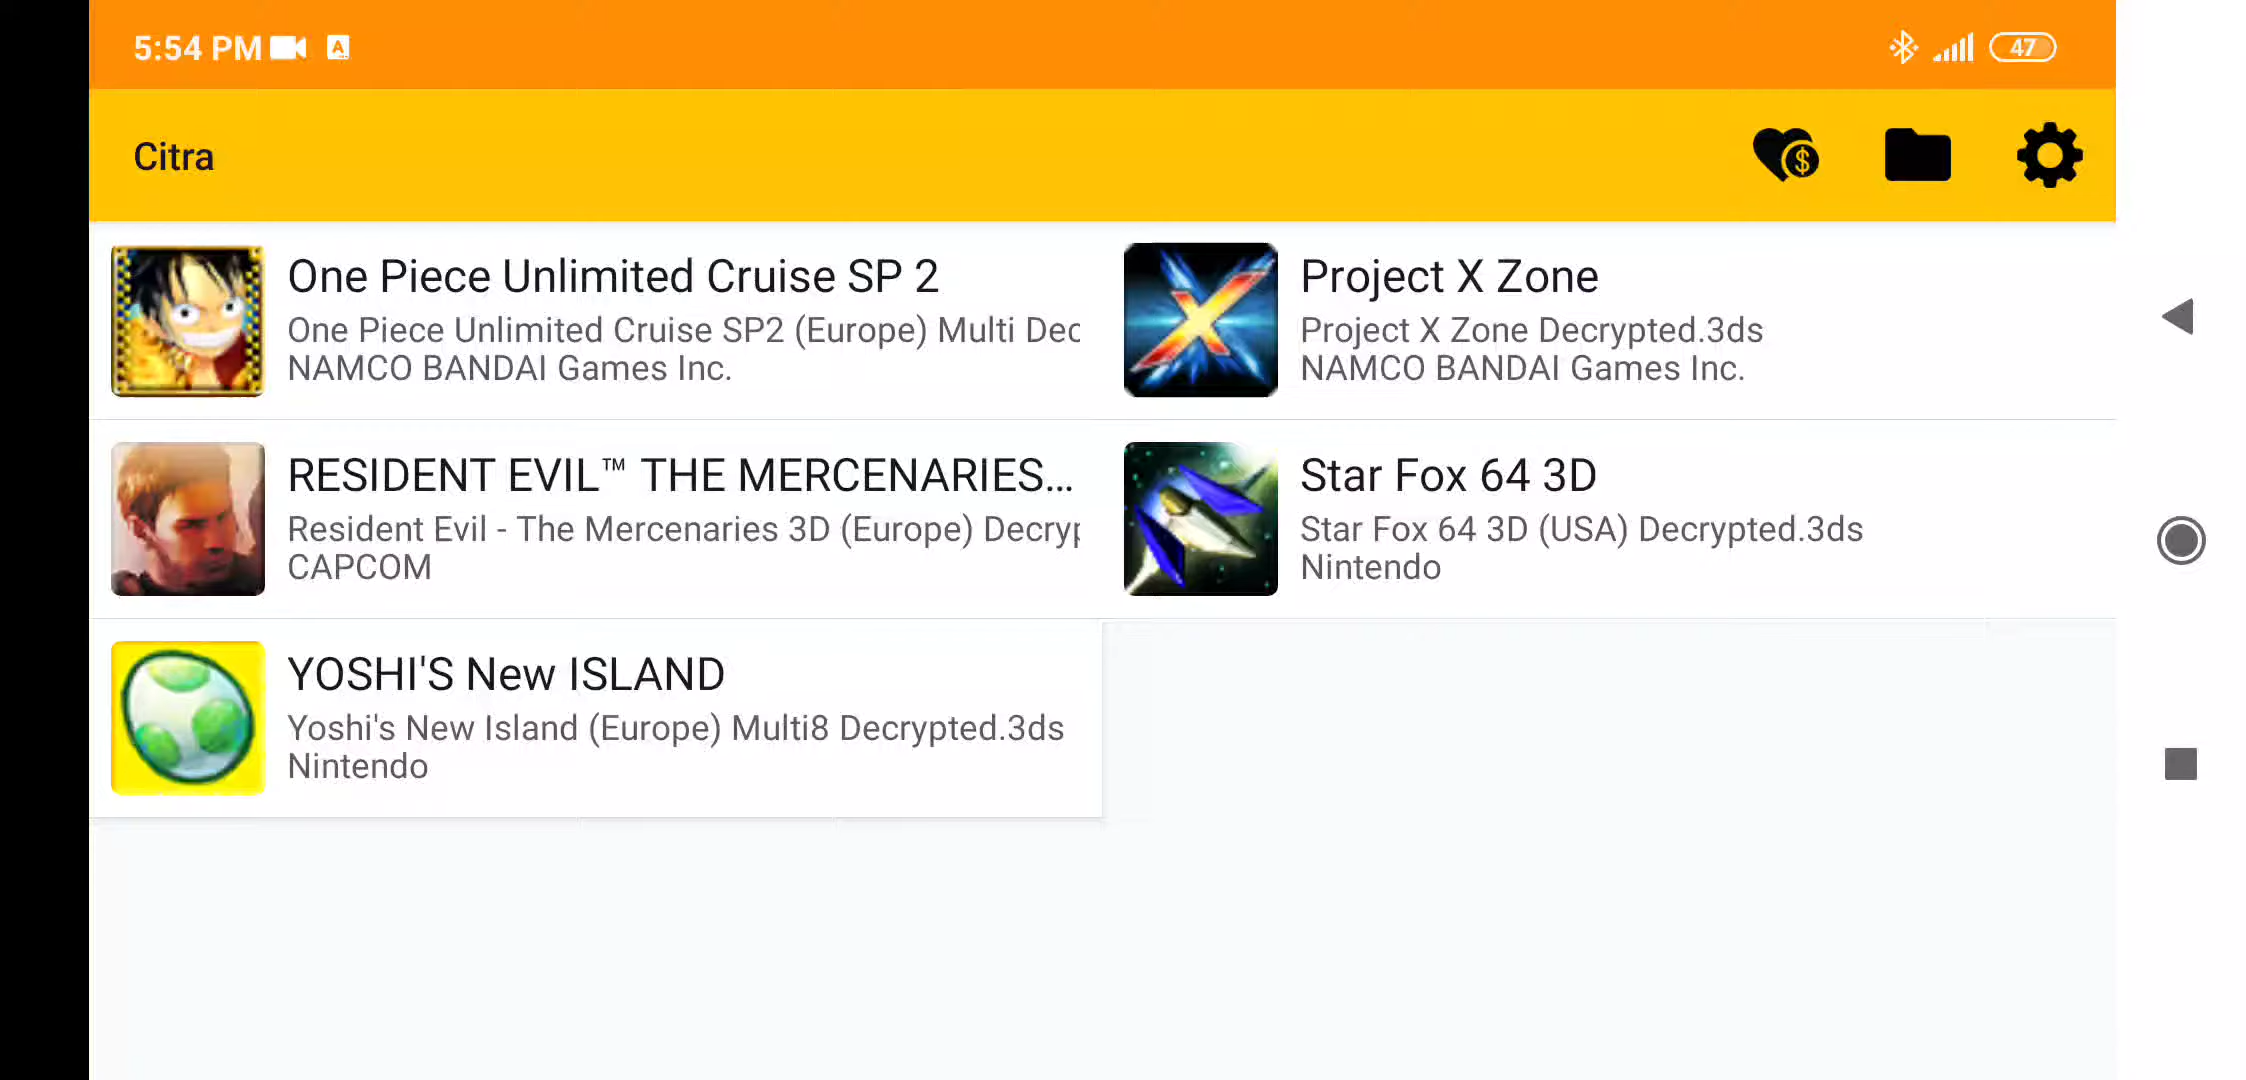 5:54 PM
A
47
Citra
$
One Piece Unlimited Cruise SP 2
One Piece Unlimited Cruise SP2 (Europe) Multi Dec
NAMCO BANDAI Games Inc.
Project X Zone
Project X Zone Decrypted.3ds
NAMCO BANDAI Games Inc.
RESIDENT EVIL™ THE MERCENARIES...
Resident Evil - The Mercenaries 3D (Europe) Decryp
CAPCOM
Star Fox 64 3D
Star Fox 64 3D (USA) Decrypted.3ds
Nintendo
YOSHI'S New ISLAND
Yoshi's New Island (Europe) Multi8 Decrypted.3ds
Nintendo